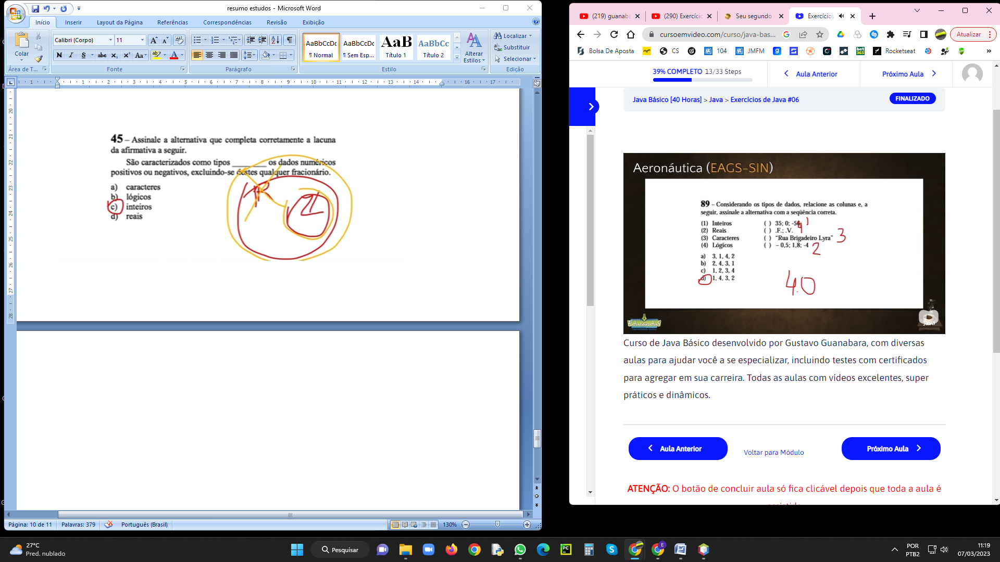 resumo estudos - Microsoft Word
Início
Inserir
Layout da Página
Referências
Correspondências
Revisão
Exibição
Colar
Calibri (Corpo)
11
N I S abc x₂ x² Aa
AaBbCcDc
¶ Normal
AaBbCcDc
¶ Sem Esp...
AaB
Título 1
AaBbCc
Título 2
Alterar
Estilos
Localizar
Substituir
Selecionar
Área de T...
Fonte
Parágrafo
Estilo
Edição
45 – Assinale a alternativa que completa corretamente a lacuna
da afirmativa a seguir.
São caracterizados como tipos ________ os dados numéricos
positivos ou negativos, excluindo-se destes qualquer fracionário.
a) caracteres
b) lógicos
c) inteiros
d) reais
R
Z
Página: 10 de 11
Palavras: 379
Português (Brasil)
130%
(219) guanaba
(290) Exercíci
Seu segundo
Exercícios
cursoemvideo.com/curso/java-bas...
Atualizar
Bolsa De Aposta
CS
104
JMFM
bet365
Rocketseat
»
39% COMPLETO 13/33 Steps
Aula Anterior
Próximo Aula
Java Básico [40 Horas] > Java > Exercícios de Java #06
FINALIZADO
Aeronáutica (EAGS-SIN)
89 – Considerando os tipos de dados, relacione as colunas e, a
seguir, assinale a alternativa com a seqüência correta.
(1) Inteiros ( ) 35; 0; -56 1
(2) Reais ( ) .F.; .V. 4
(3) Caracteres ( ) “Rua Brigadeiro Lyra” 3
(4) Lógicos ( ) – 0,5; 1,8; -4 2
a) 3, 1, 4, 2
b) 2, 4, 3, 1
c) 1, 2, 3, 4
d) 1, 4, 3, 2
4.0
Educandus
java
Curso de Java Básico desenvolvido por Gustavo Guanabara, com diversas
aulas para ajudar você a se especializar, incluindo testes com certificados
para agregar em sua carreira. Todas as aulas com vídeos excelentes, super
práticos e dinâmicos.
Aula Anterior
Voltar para Módulo
Próximo Aula
ATENÇÃO: O botão de concluir aula só fica clicável depois que toda a aula é
27°C
Pred. nublado
Pesquisar
POR
PTB2
11:19
07/03/2023